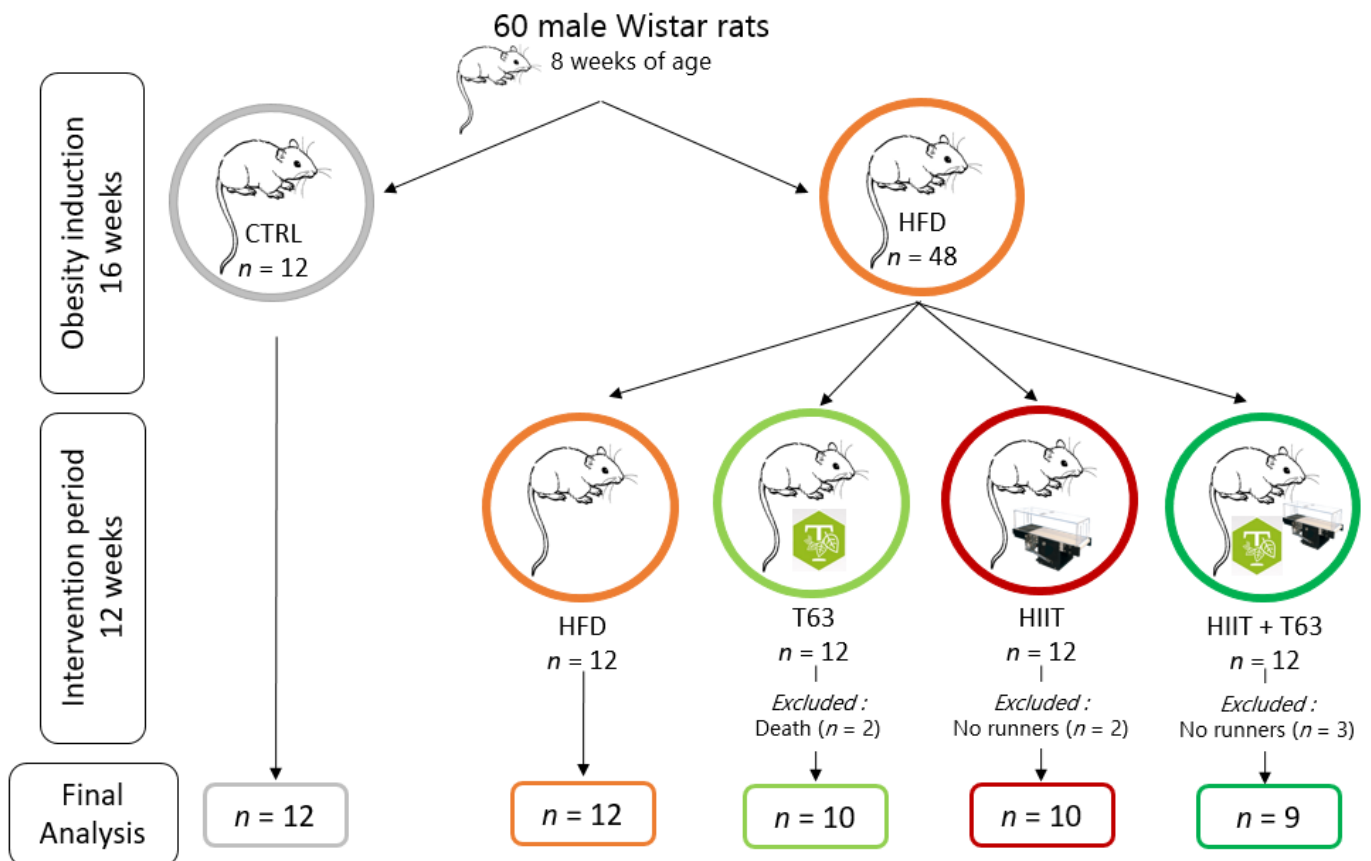 60 male Wistar rats
8 weeks of age
Obesity induction
16 weeks
CTRL
n = 12
HFD
n = 48
Intervention period
12 weeks
HFD
n = 12
T63
n = 12
Excluded :
Death (n = 2)
HIIT
n = 12
Excluded :
No runners (n = 2)
HIIT + T63
n = 12
Excluded :
No runners (n = 3)
Final
Analysis
n = 12
n = 12
n = 10
n = 10
n = 9